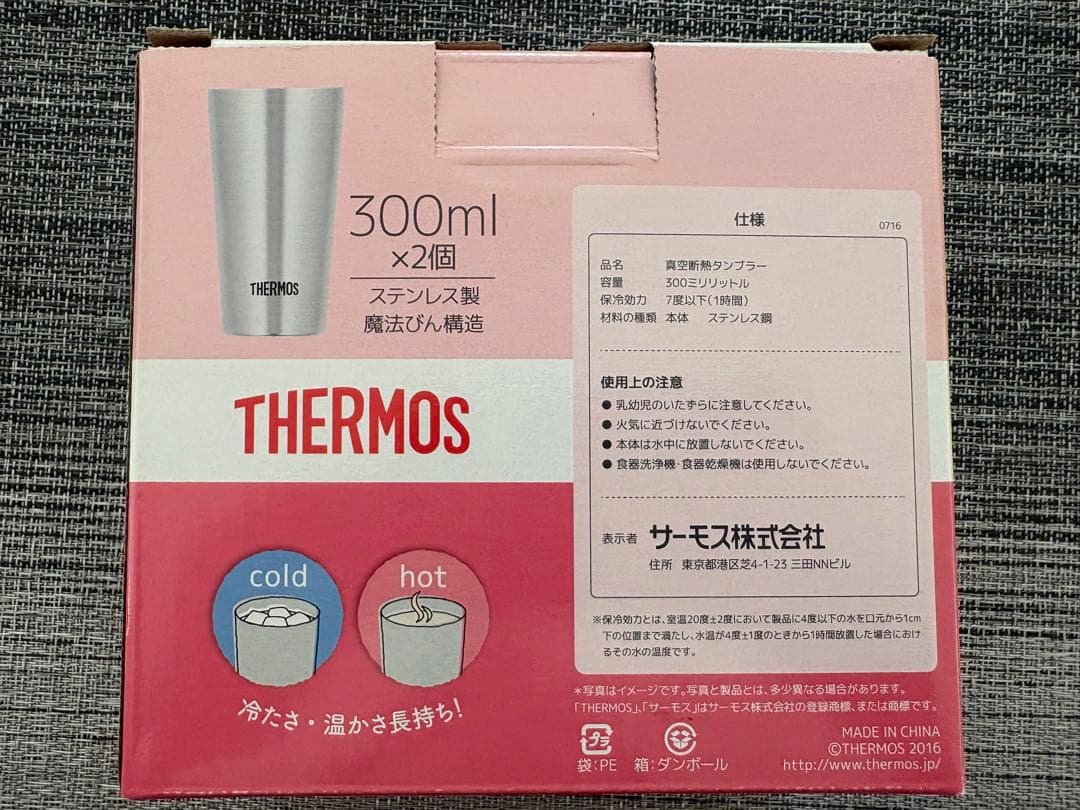 THERMOS
300ml
×2個
ステンレス製
魔法びん構造
THERMOS
cold
hot
冷たさ・温かさ長持ち!
仕様
0716
品名 真空断熱タンブラー
容量 300ミリリットル
保冷効力 7度以下(1時間)
材料の種類 本体 ステンレス鋼
使用上の注意
● 乳幼児のいたずらに注意してください。
● 火気に近づけないでください。
● 本体は水中に放置しないでください。
● 食器洗浄機・食器乾燥機は使用しないでください。
表示者 サーモス株式会社
住所 東京都港区芝4-1-23 三田NNビル
※保冷効力とは、室温20度±2度において製品に4度以下の水を口元から1cm
下の位置まで満たし、水温が4度±1度のときから1時間放置した場合におけ
るその水の温度です。
*写真はイメージです。写真と製品とは、多少異なる場合があります。
「THERMOS」、「サーモス」はサーモス株式会社の登録商標、または商標です。
プラ
袋:PE 箱:ダンボール
MADE IN CHINA
©THERMOS 2016
http://www.thermos.jp/